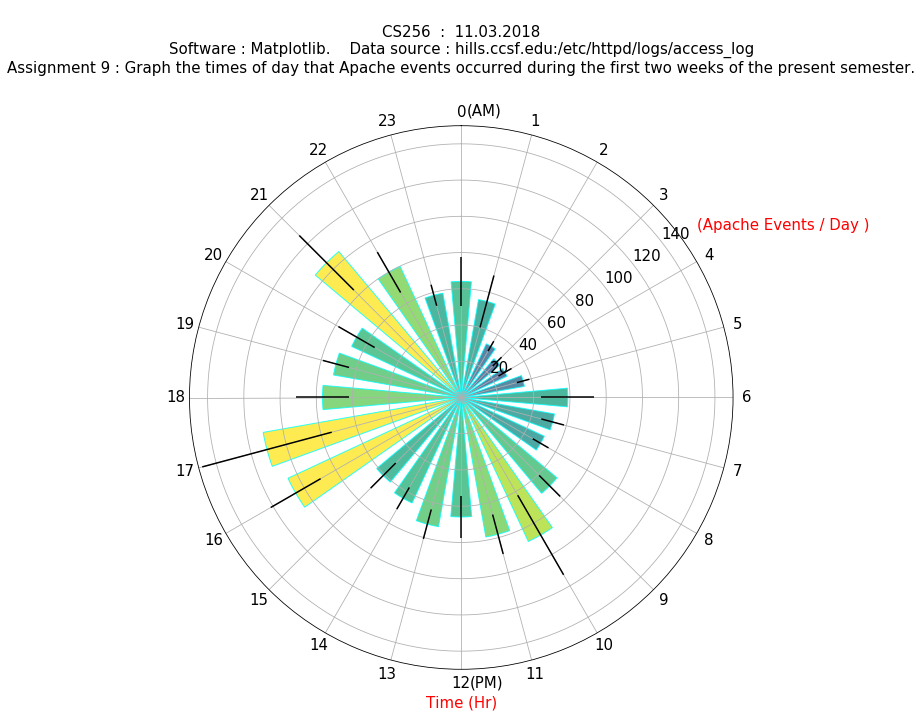 CS256  :  11.03.2018
Software : Matplotlib.    Data source : hills.ccsf.edu:/etc/httpd/logs/access_log
Assignment 9 : Graph the times of day that Apache events occurred during the first two weeks of the present semester.
0(AM)
23 1
22 2
21 3
(Apache Events / Day )
140
20 120 4
100
80
19 60 5
40
20
18 6
17 7
16 8
15 9
14 10
13 11
12(PM)
Time (Hr)